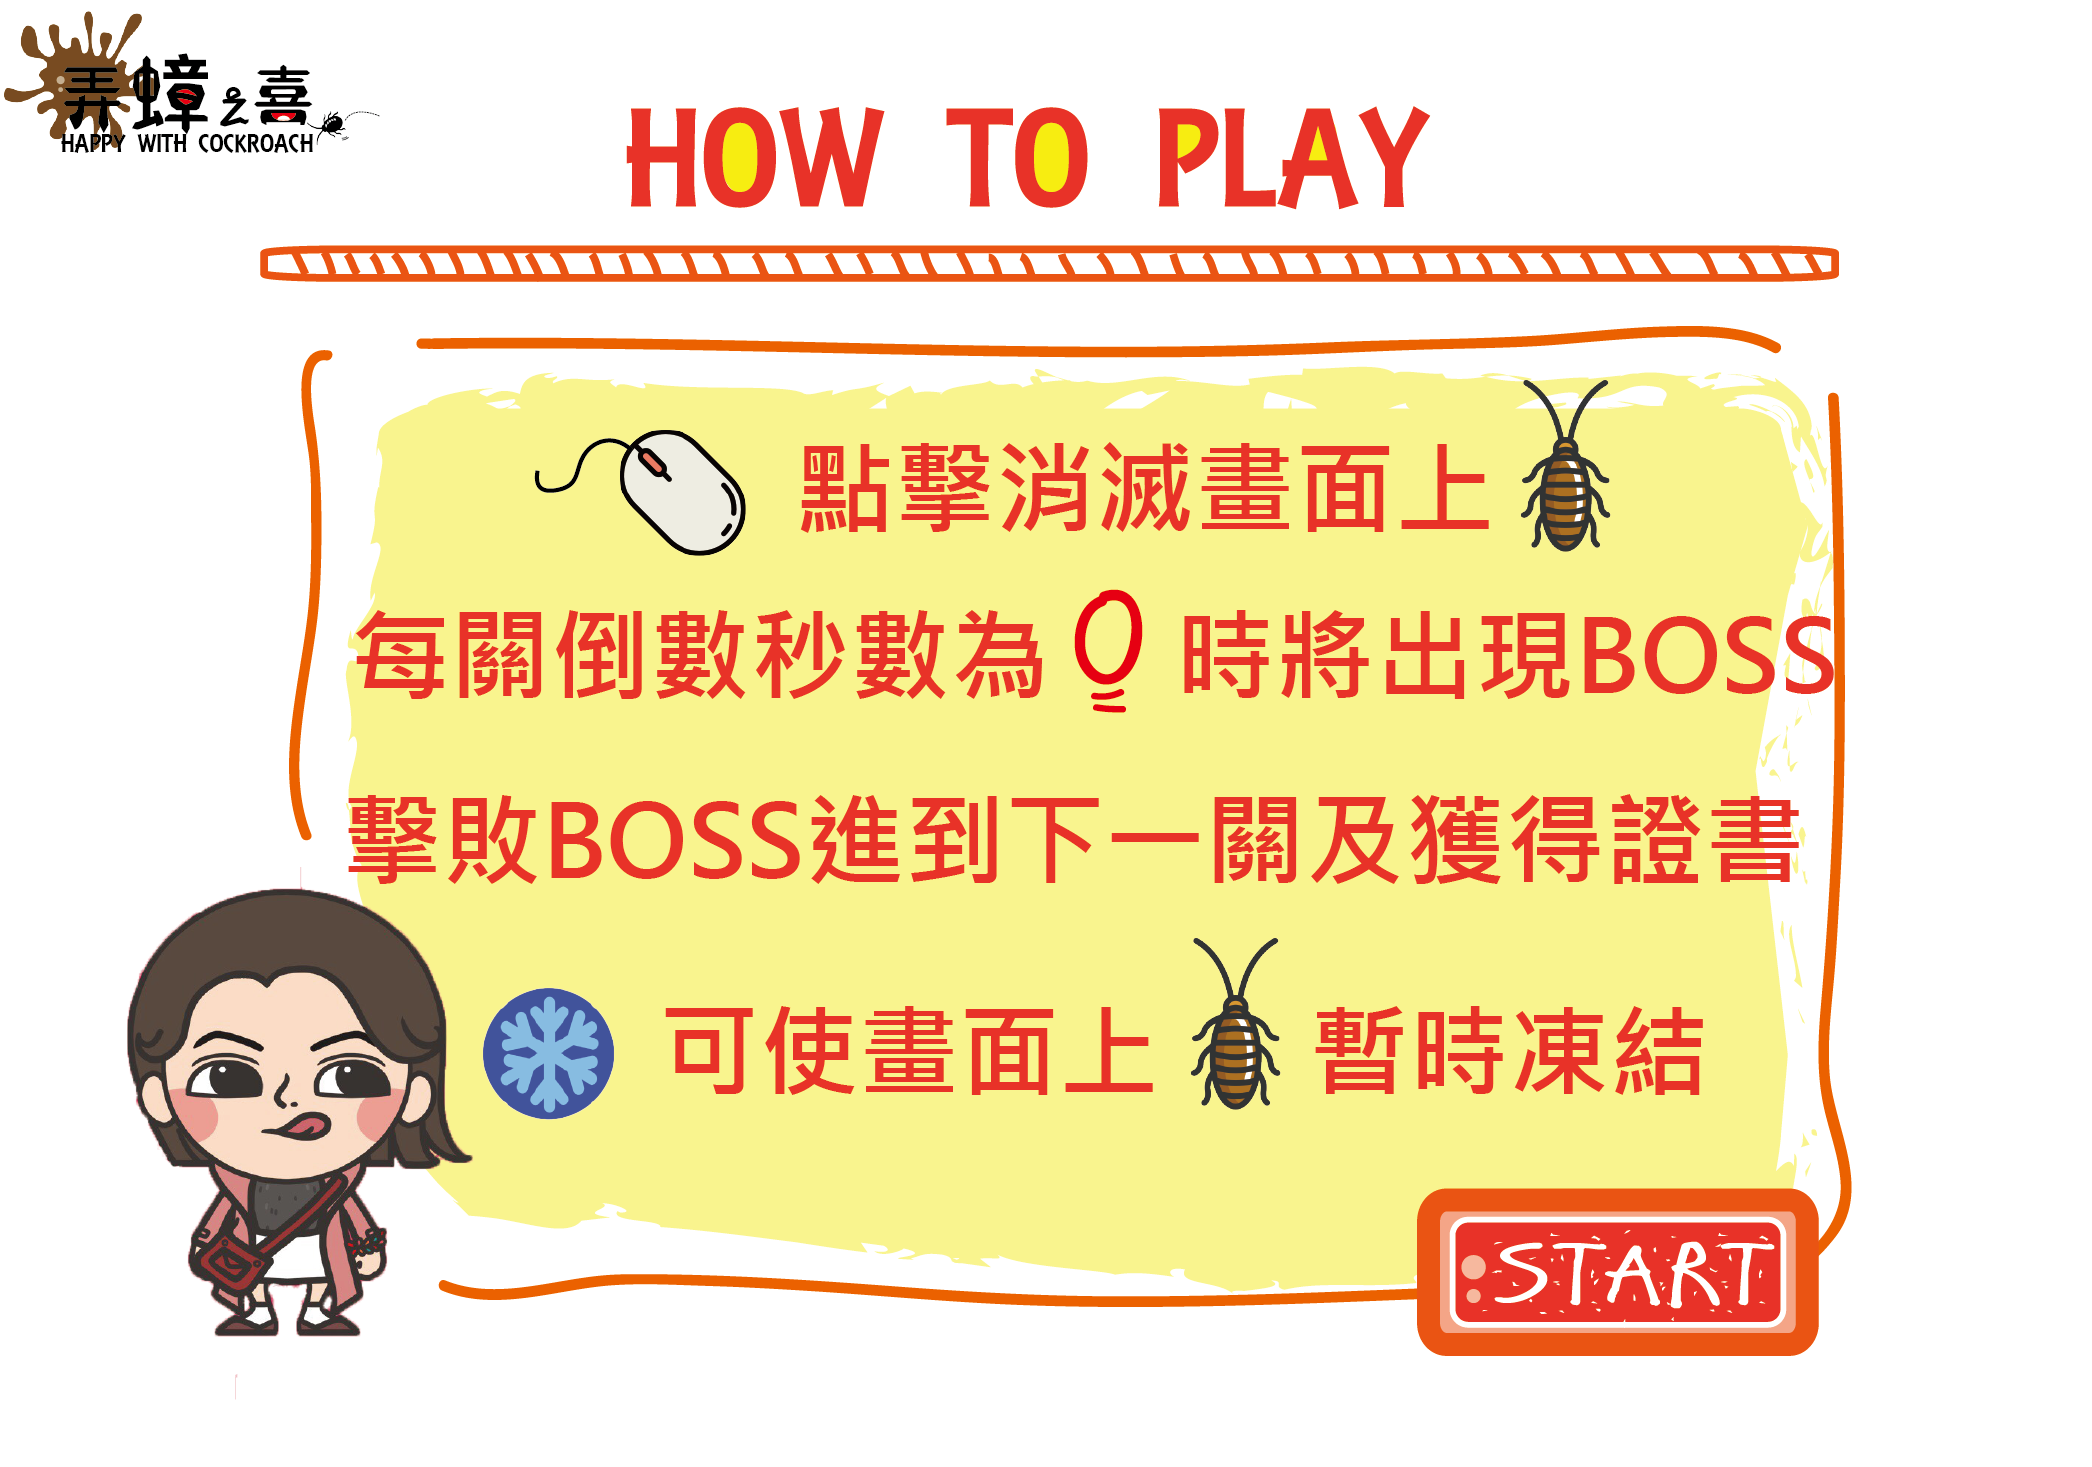 弄蟑之喜
HAPPY WITH COCKROACH
HOW TO PLAY
點擊消滅畫面上
每關倒數秒數為0時將出現BOSS
擊敗BOSS進到下一關及獲得證書
可使畫面上暫時凍結
START